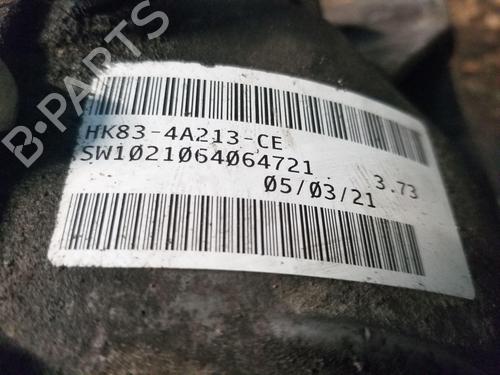 B-PARTS
HK83-4A213-CE
SW1021064064721
3.73
05/03/21